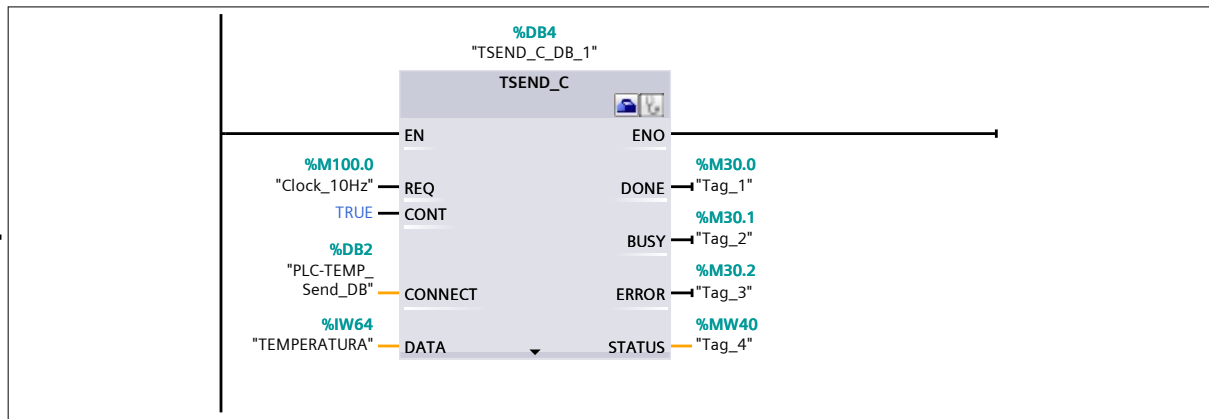 %DB4
"TSEND_C_DB_1"
TSEND_C
EN
ENO
%M100.0
"Clock_10Hz"
REQ
%M30.0
DONE
"Tag_1"
TRUE
CONT
%M30.1
BUSY
"Tag_2"
%DB2
"PLC-TEMP_
Send_DB"
CONNECT
%M30.2
ERROR
"Tag_3"
%IW64
"TEMPERATURA"
DATA
%MW40
STATUS
"Tag_4"